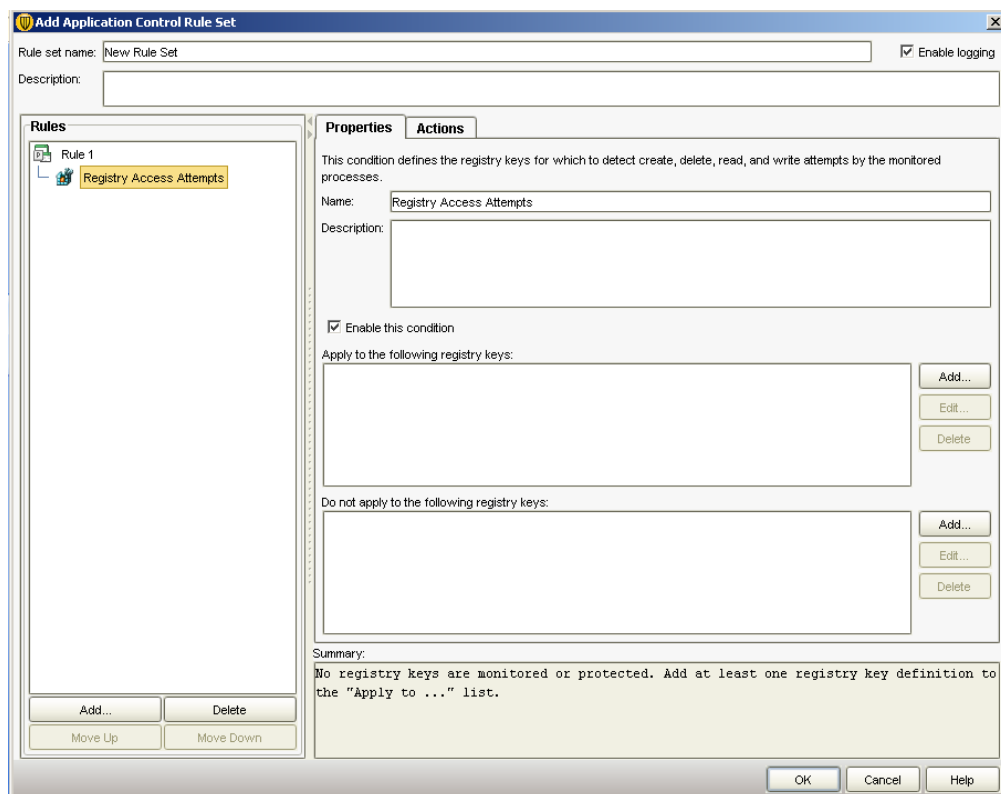 Add Application Control Rule Set
Rule set name: New Rule Set
Enable logging
Description:
Rules
Rule 1
Registry Access Attempts
Add... Delete
Move Up Move Down
Properties Actions
This condition defines the registry keys for which to detect create, delete, read, and write attempts by the monitored
processes.
Name: Registry Access Attempts
Description:
Enable this condition
Apply to the following registry keys:
Add...
Edit...
Delete
Do not apply to the following registry keys:
Add...
Edit...
Delete
Summary:
No registry keys are monitored or protected. Add at least one registry key definition to
the "Apply to ..." list.
OK Cancel Help